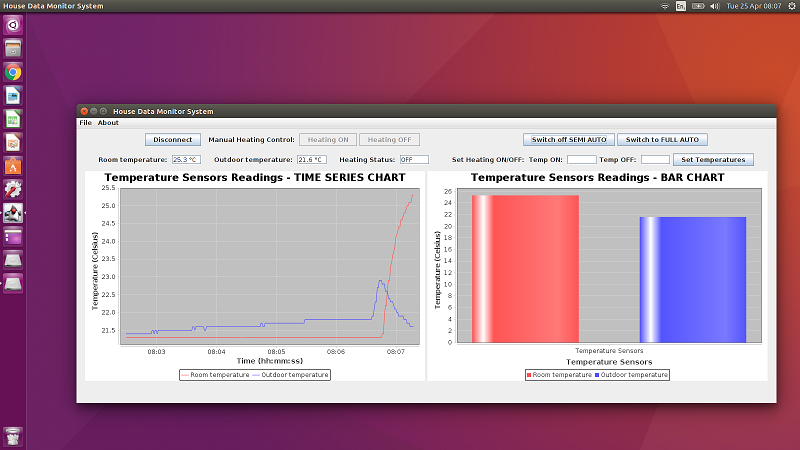 House Data Monitor System
En
Tue 25 Apr 08:07
House Data Monitor System
File About
Disconnect Manual Heating Control: Heating ON Heating OFF Switch off SEMI AUTO Switch to FULL AUTO
Room temperature: 25.3 °C Outdoor temperature: 21.6 °C Heating Status: OFF Set Heating ON/OFF: Temp ON: Temp OFF: Set Temperatures
Temperature Sensors Readings - TIME SERIES CHART
25.5
25.0
24.5
24.0
23.5
23.0
22.5
22.0
21.5
Temperature (Celsius)
08:03 08:04 08:05 08:06 08:07
Time (hh:mm:ss)
Room temperature Outdoor temperature
Temperature Sensors Readings - BAR CHART
26
24
22
20
18
16
14
12
10
8
6
4
2
0
Temperature (Celsius)
Temperature Sensors
Temperature Sensors
Room temperature Outdoor temperature